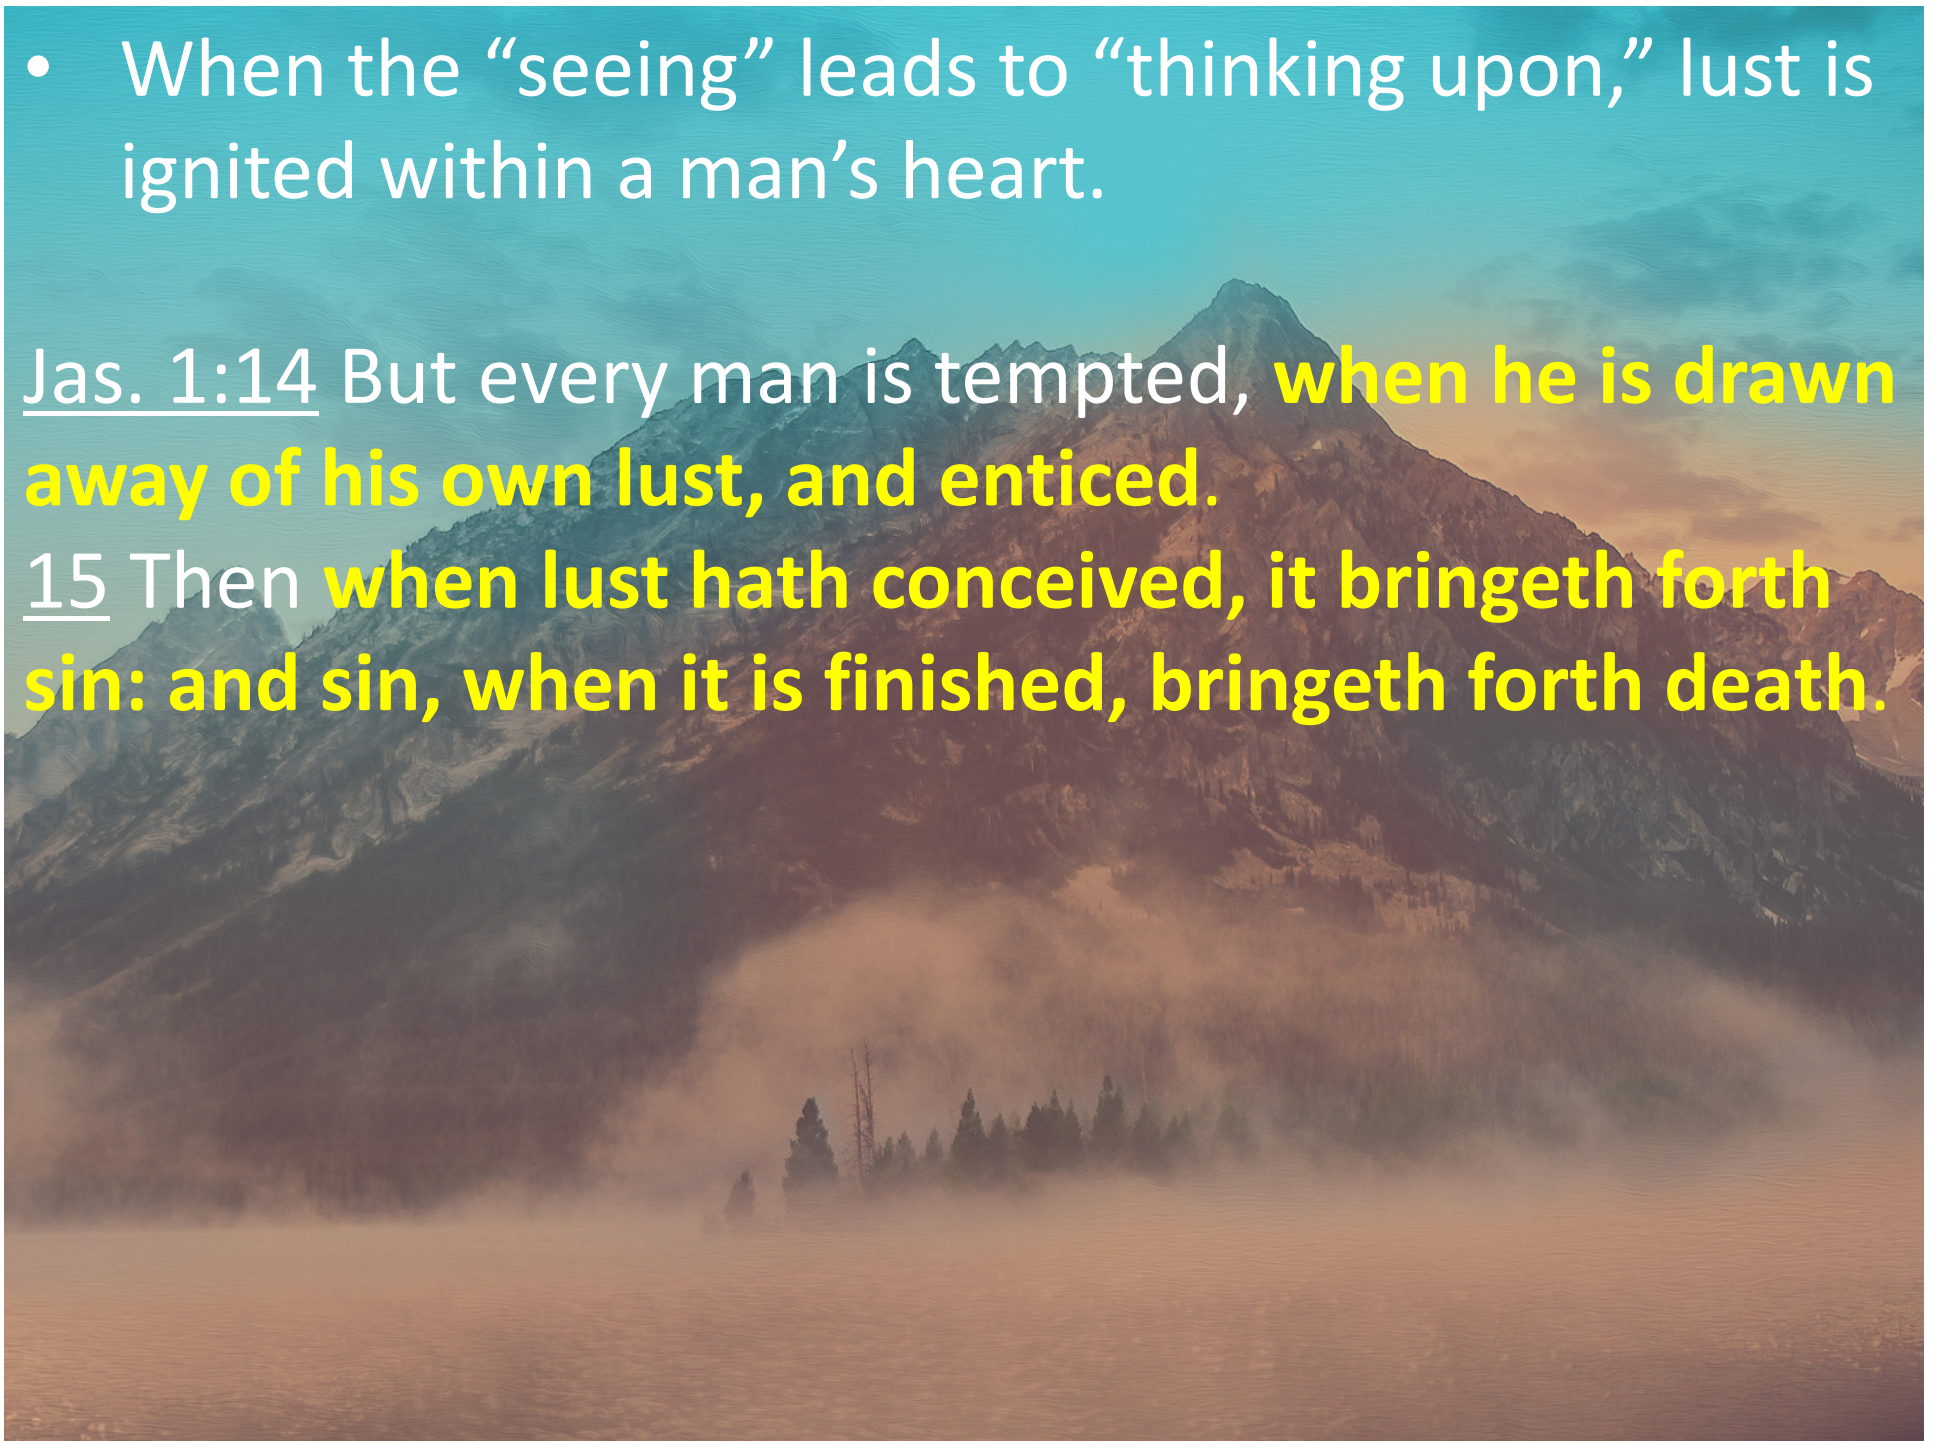 • When the “seeing” leads to “thinking upon,” lust is
ignited within a man’s heart.
Jas. 1:14 But every man is tempted, when he is drawn
away of his own lust, and enticed.
15 Then when lust hath conceived, it bringeth forth
sin: and sin, when it is finished, bringeth forth death.